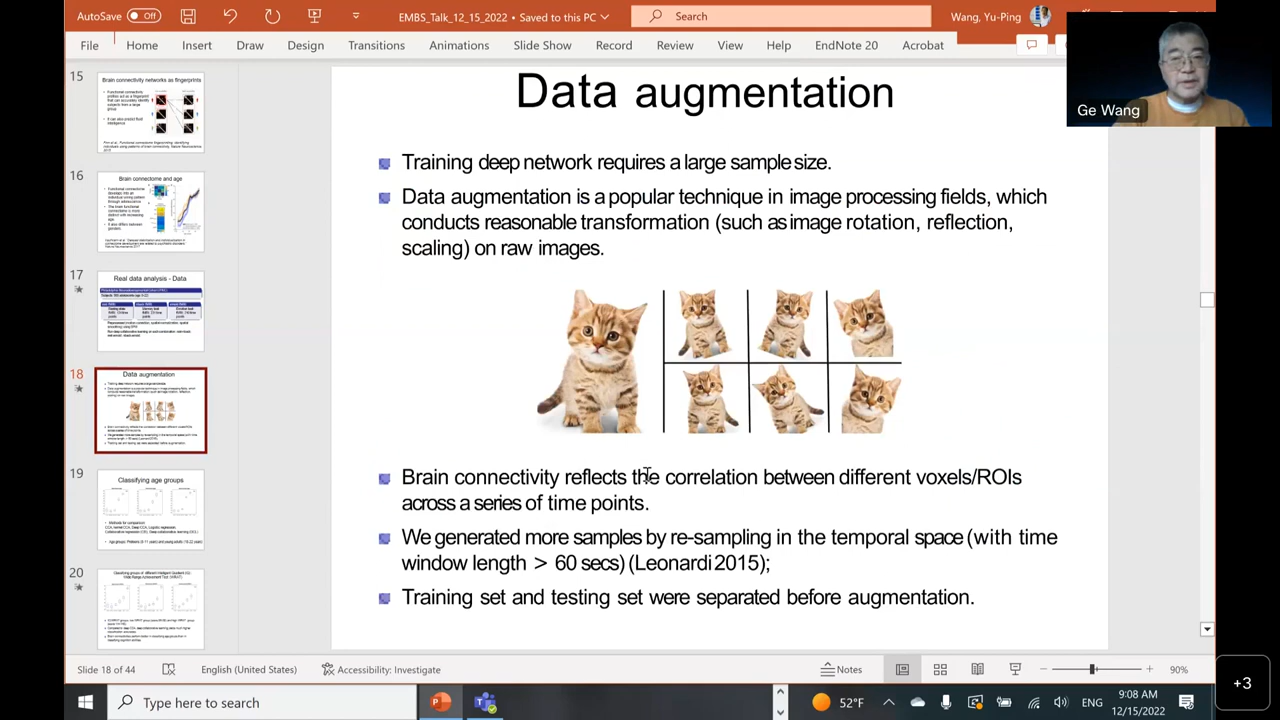 AutoSave Off
EMBS_Talk_12_15_2022 • Saved to this PC
Search
Wang, Yu-Ping
File Home Insert Draw Design Transitions Animations Slide Show Record Review View Help EndNote 20 Acrobat
Ge Wang
15
Brain connectivity networks as fingerprints
16
Brain connectome and age
17
Real data analysis - Data
18
Data augmentation
19
Classifying age groups
20
Data augmentation
Training deep network requires a large sample size.
Data augmentation is a popular technique in image processing fields, which
conducts reasonable transformation (such as image rotation, reflection,
scaling) on raw images.
Brain connectivity reflects the correlation between different voxels/ROIs
across a series of time points.
We generated more samples by re-sampling in the temporal space (with time
window length > 60 secs) (Leonardi 2015);
Training set and testing set were separated before augmentation.
Slide 18 of 44
English (United States)
Accessibility: Investigate
Notes
90%
+3
Type here to search
52°F
ENG
9:08 AM
12/15/2022